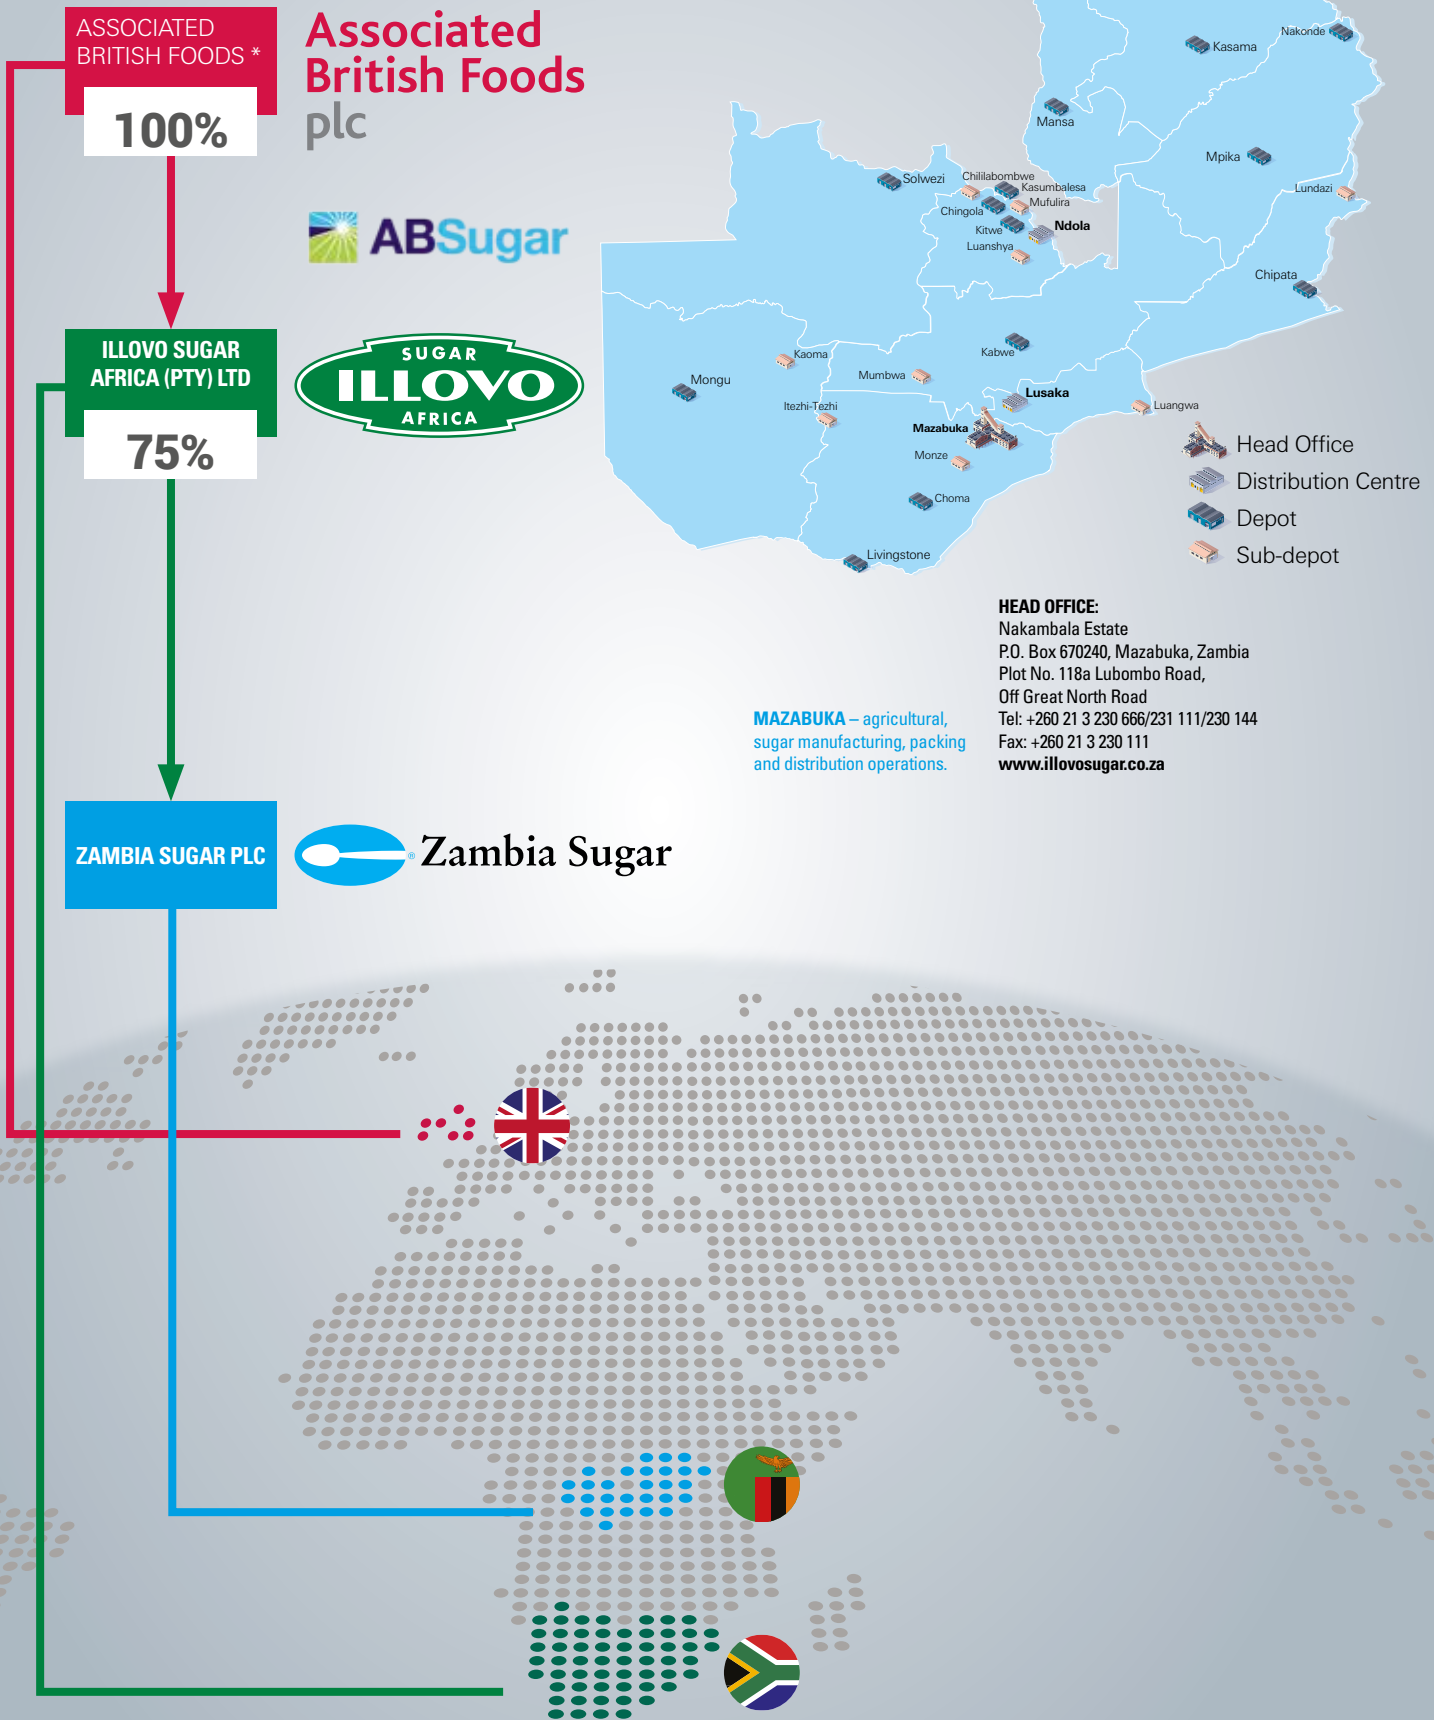 ASSOCIATED
BRITISH FOODS *
100%
Associated
British Foods
plc
ABSugar
ILLOVO SUGAR
AFRICA (PTY) LTD
75%
SUGAR
ILLOVO
AFRICA
ZAMBIA SUGAR PLC
® Zambia Sugar
Nakonde
Kasama
Mansa
Mpika
Lundazi
Solwezi
Chililabombwe
Kasumbalesa
Mufulira
Chingola
Kitwe
Ndola
Luanshya
Chipata
Kabwe
Kaoma
Mumbwa
Mongu
Lusaka
Itezhi-Tezhi
Luangwa
Mazabuka
Monze
Choma
Livingstone
Head Office
Distribution Centre
Depot
Sub-depot
HEAD OFFICE:
Nakambala Estate
P.O. Box 670240, Mazabuka, Zambia
Plot No. 118a Lubombo Road,
Off Great North Road
Tel: +260 21 3 230 666/231 111/230 144
Fax: +260 21 3 230 111
www.illovosugar.co.za
MAZABUKA – agricultural,
sugar manufacturing, packing
and distribution operations.